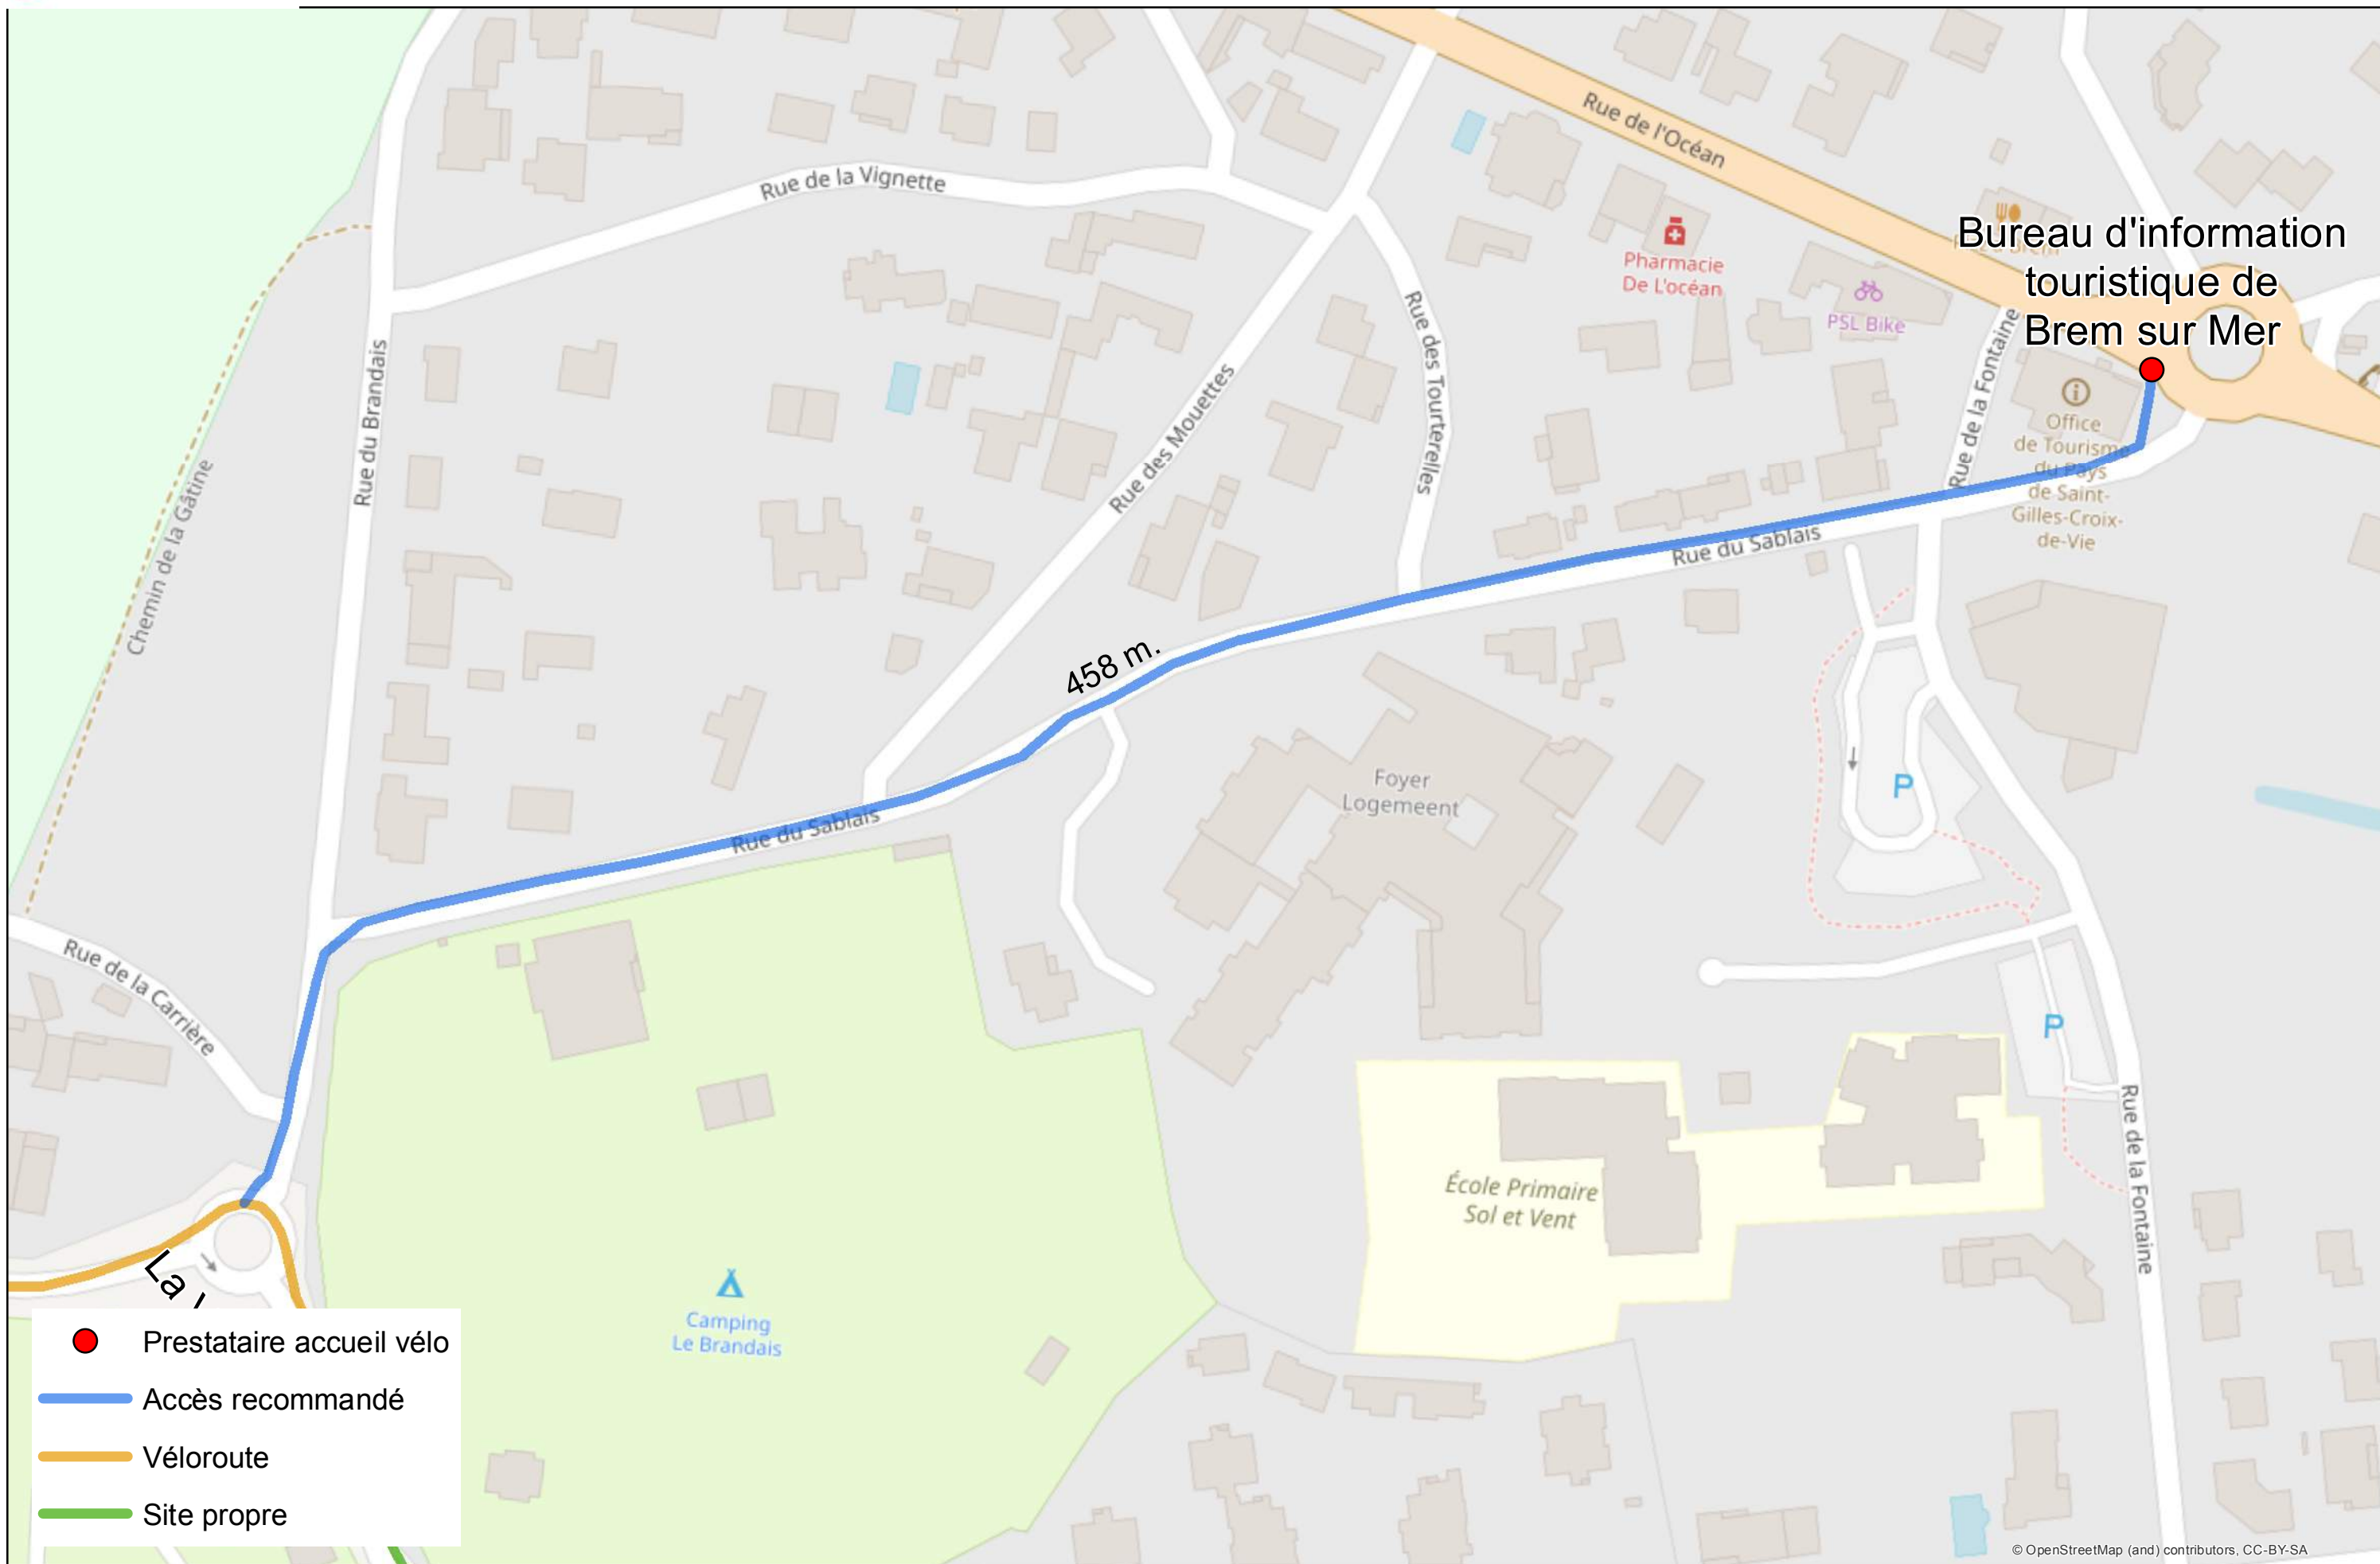 Rue de l'Océan
Rue de la Vignette
Bureau d'information
touristique de
Brem sur Mer
Pharmacie
De L'océan
PSL Bike
Rue du Brandais
Rue des Mouettes
Rue des Tourterelles
Rue de la Fontaine
Office
de Tourisme
du Pays
de Saint-
Gilles-Croix-
de-Vie
Chemin de la Gâtine
Rue du Sablais
458 m.
Foyer
Logemeent
P
Rue du Sablais
Rue de la Carrière
P
École Primaire
Sol et Vent
Rue de la Fontaine
La
Camping
Le Brandais
Prestataire accueil vélo
Accès recommandé
Véloroute
Site propre
© OpenStreetMap (and) contributors, CC-BY-SA